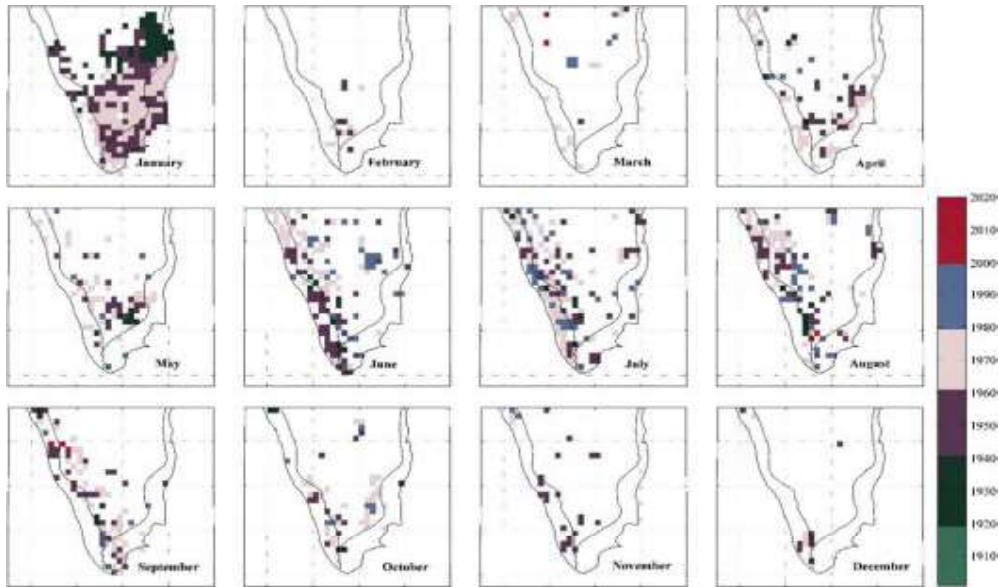 January
February
March
April
May
June
July
August
September
October
November
December
2020
2010
2000
1990
1980
1970
1960
1950
1940
1930
1920
1910